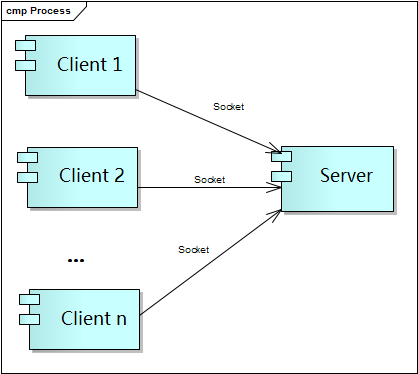 cmp Process
Client 1
Socket
Client 2
Socket
Server
Socket
...
Client n